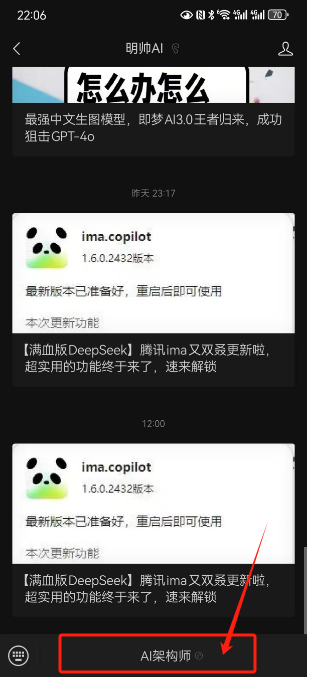 22:06
70
明帅AI
怎么办怎么
最强中文生图模型，即梦AI3.0王者归来，成功
狙击GPT-4o
昨天 23:17
ima.copilot
1.6.0.2432版本
最新版本已准备好，重启后即可使用
本次更新功能
【满血版DeepSeek】腾讯ima又双叒更新啦，
超实用的功能终于来了，速来解锁
12:00
ima.copilot
1.6.0.2432版本
最新版本已准备好，重启后即可使用
本次更新功能
【满血版DeepSeek】腾讯ima又双叒更新啦，
超实用的功能终于来了，速来解锁
AI架构师